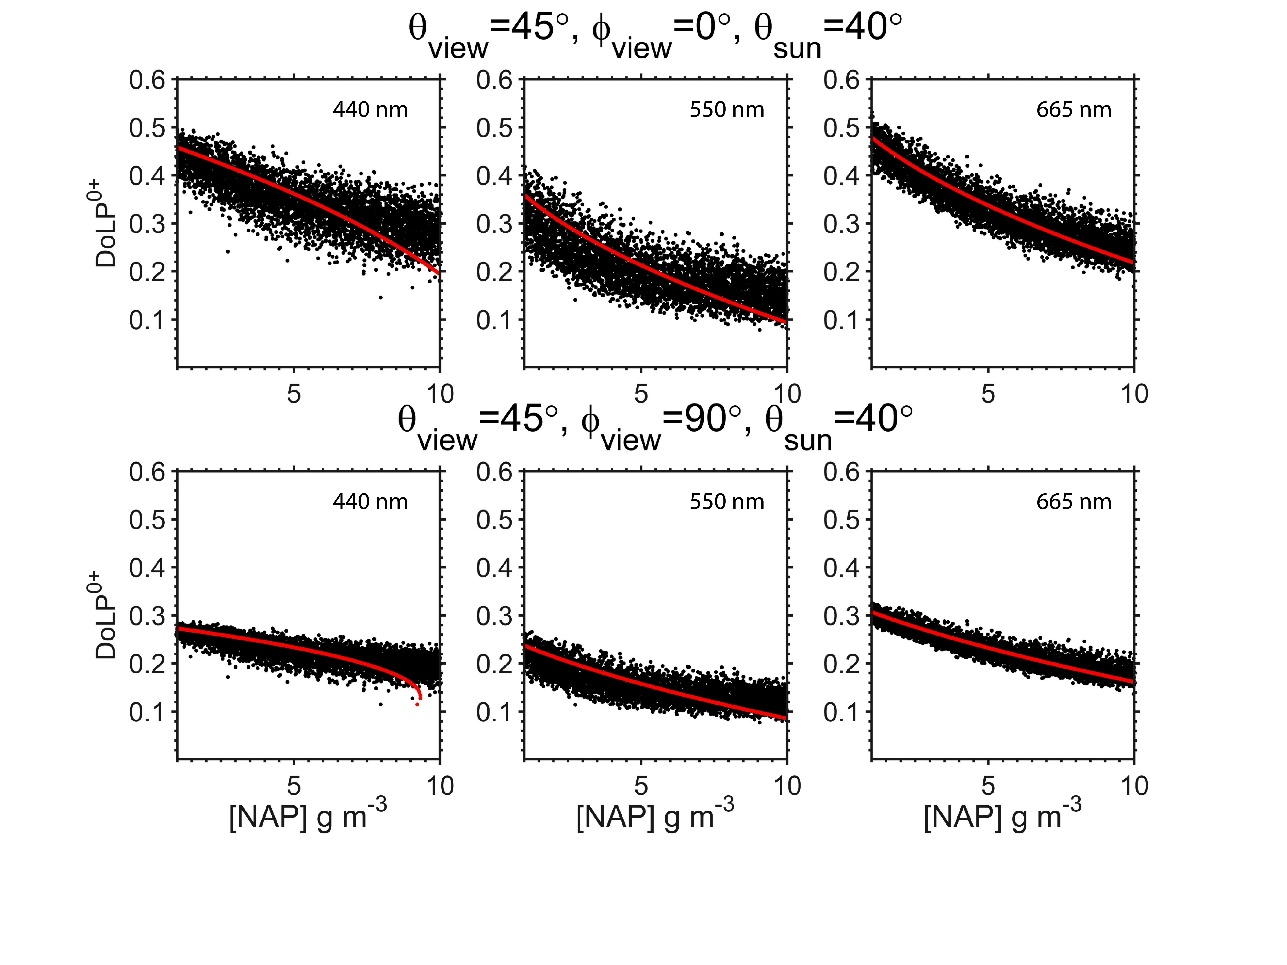 θview=45°, ϕview=0°, θsun=40°
0.6 0.6 0.6
440 nm 550 nm 665 nm
0.5 0.5 0.5
0.4 0.4 0.4
0.3 0.3 0.3
0.2 0.2 0.2
0.1 0.1 0.1
DoLP0+
5 10 5 10 5 10
θview=45°, ϕview=90°, θsun=40°
0.6 0.6 0.6
440 nm 550 nm 665 nm
0.5 0.5 0.5
0.4 0.4 0.4
0.3 0.3 0.3
0.2 0.2 0.2
0.1 0.1 0.1
DoLP0+
5 10 5 10 5 10
[NAP] g m-3 [NAP] g m-3 [NAP] g m-3